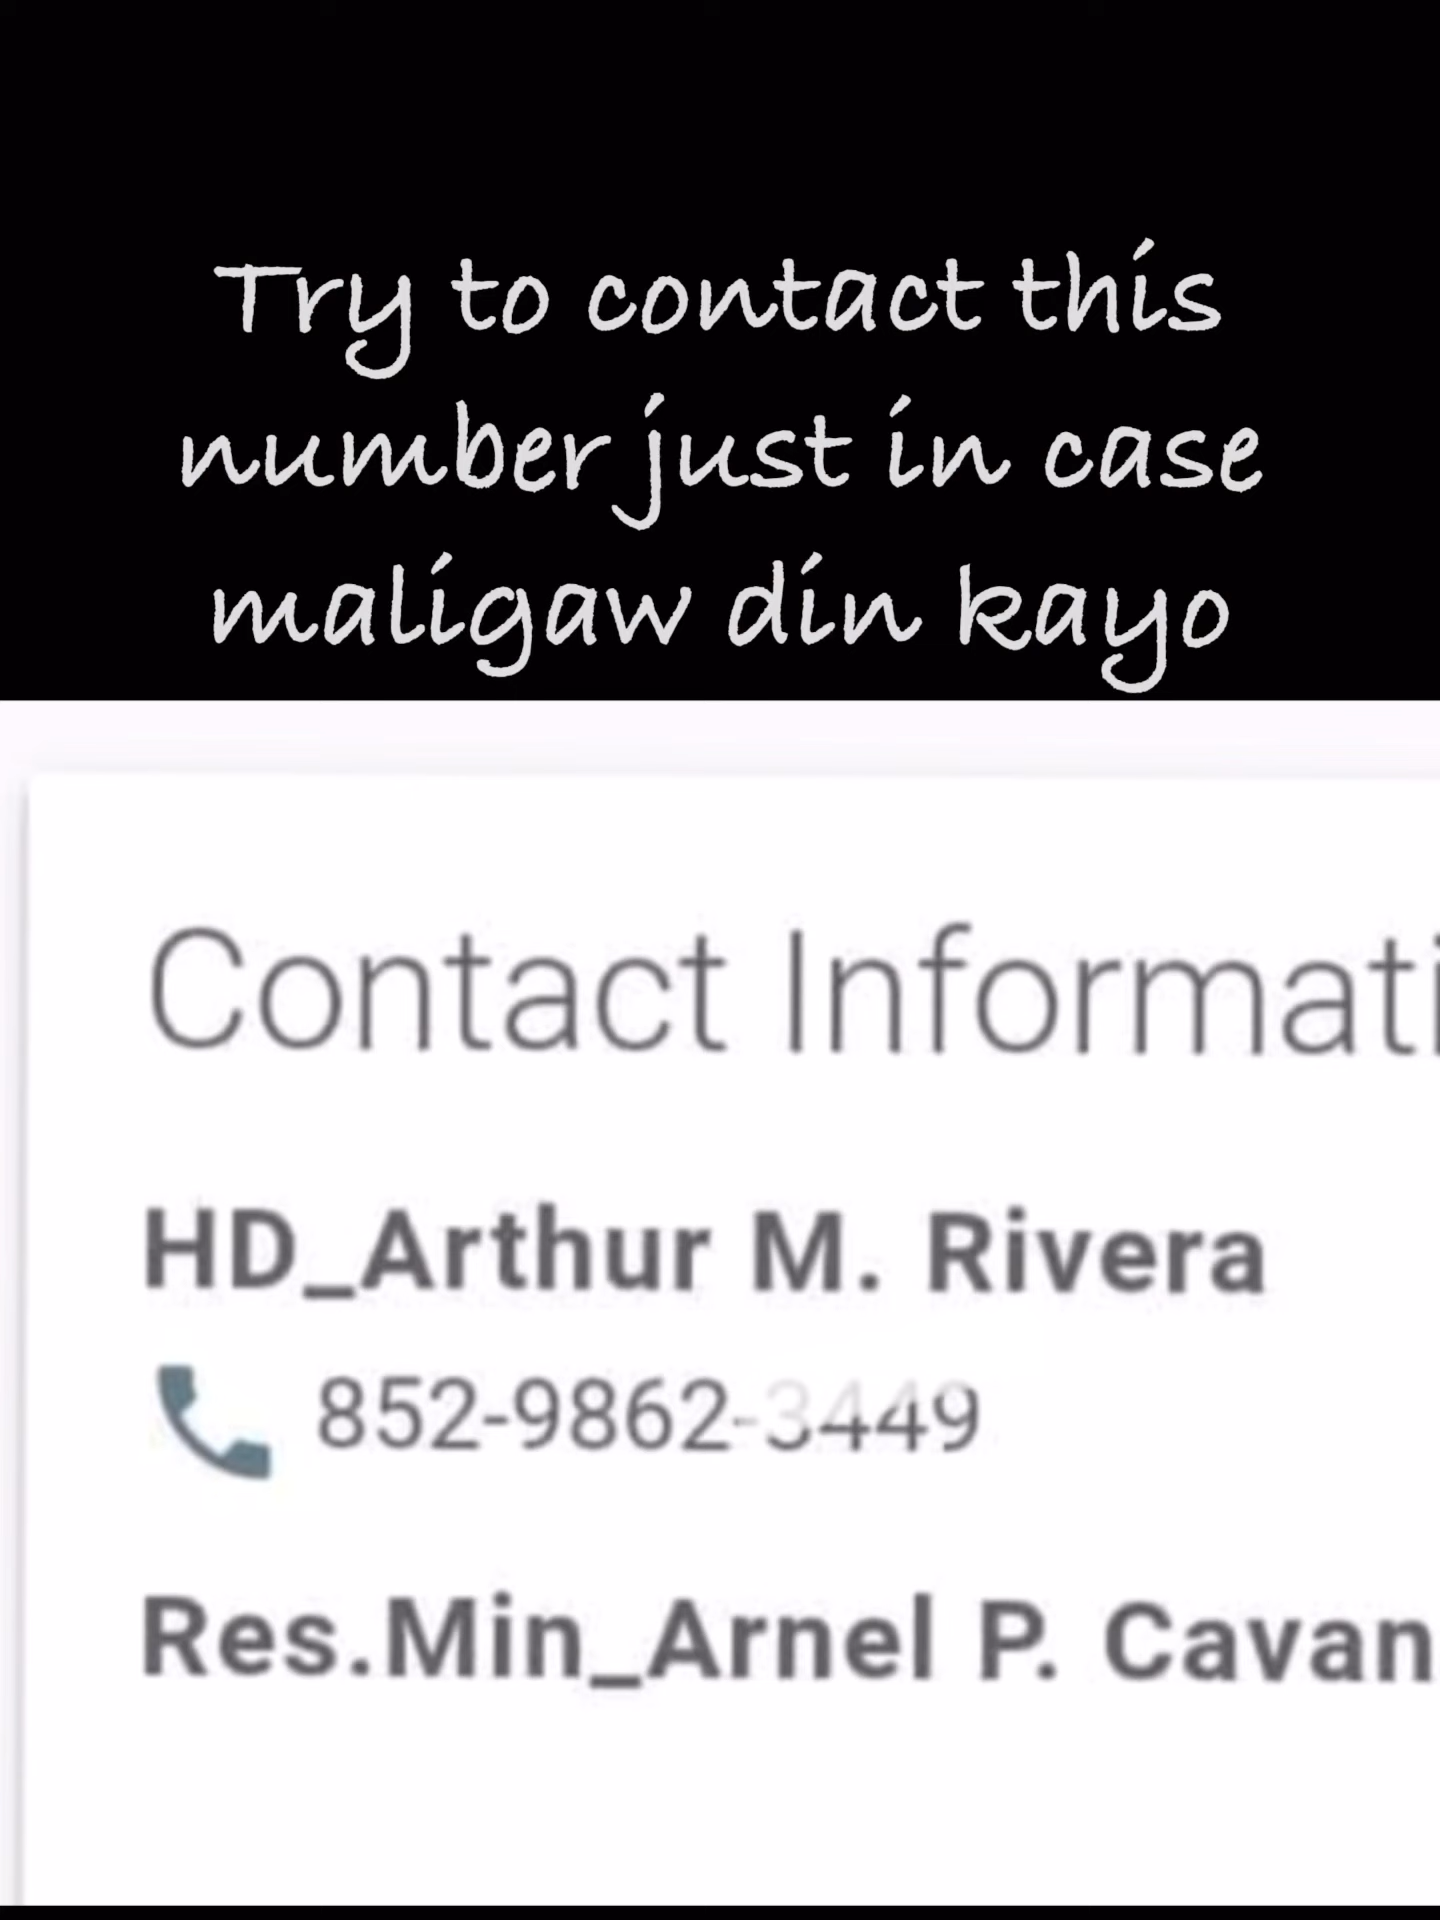 Try to contact this
number just in case
maligaw din kayo
Contact Informati
HD_Arthur M. Rivera
852-9862-3449
Res.Min_Arnel P. Cavan